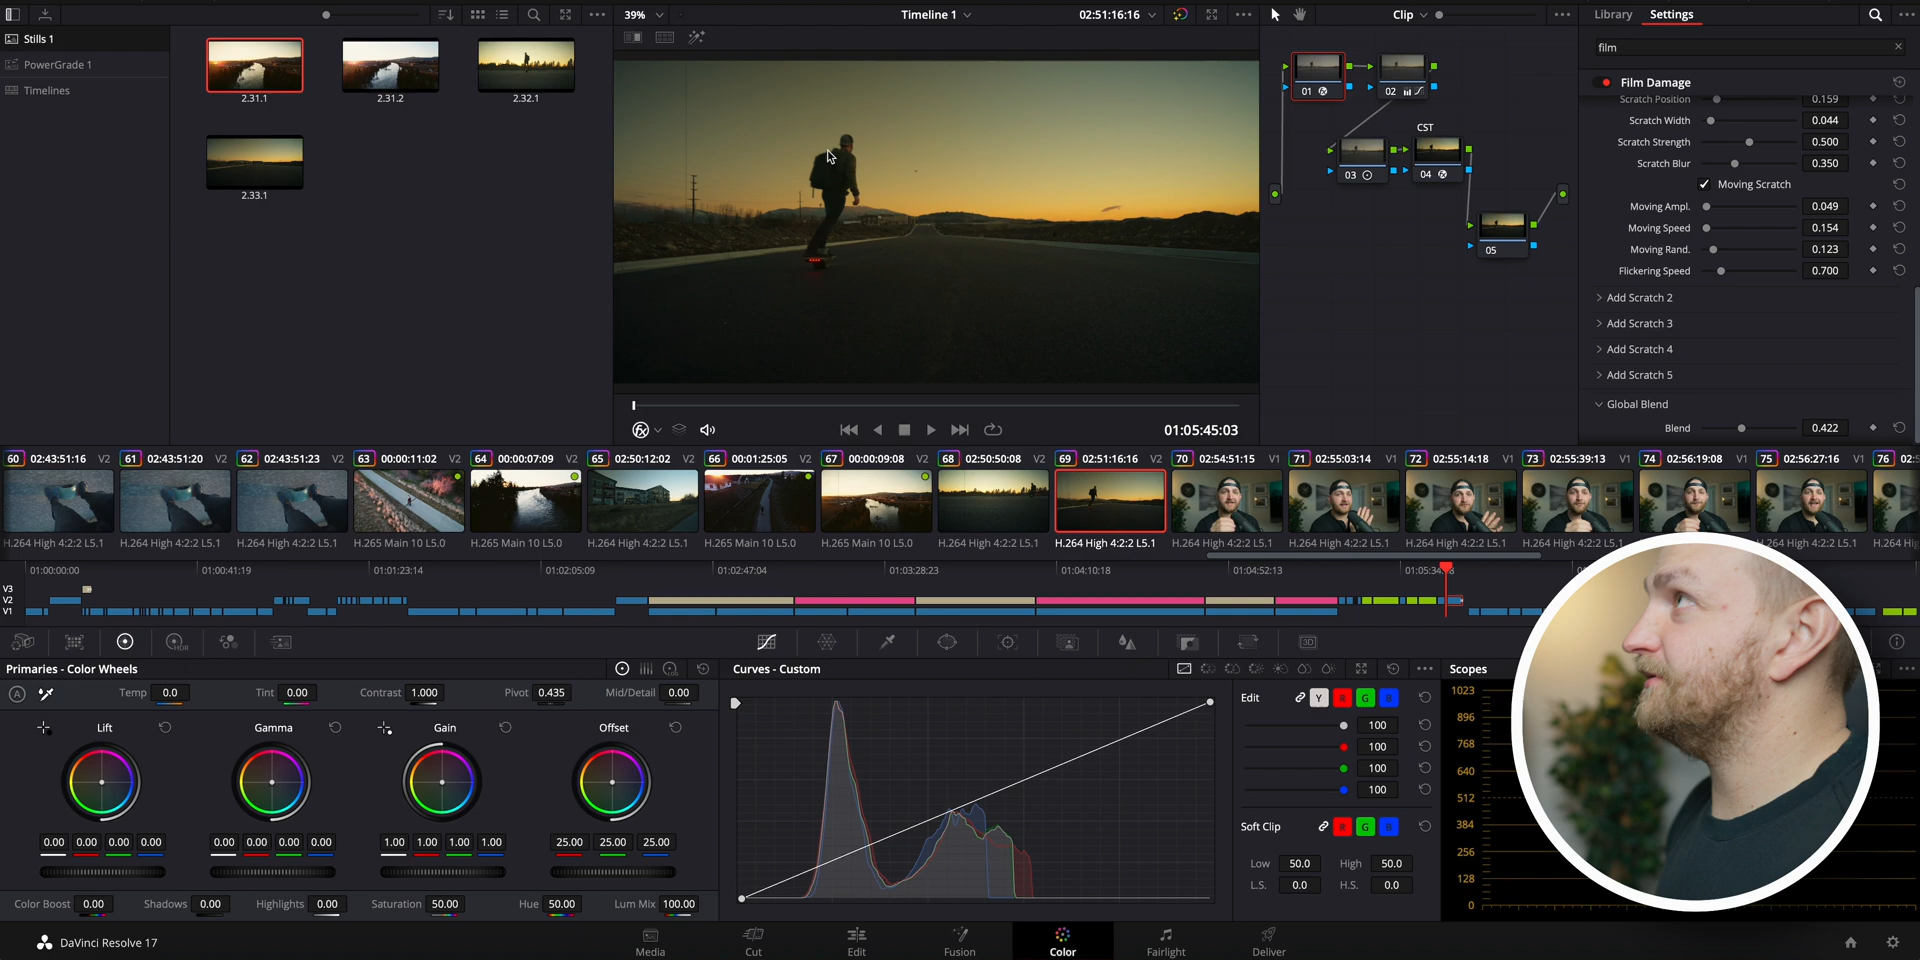 39%
Timeline 1
02:51:16:16
Clip
Library
Settings
Stills 1
PowerGrade 1
Timelines
2.31.1
2.31.2
2.32.1
2.33.1
01
02
CST
03
04
05
film
Film Damage
Scratch Position 0.159
Scratch Width 0.044
Scratch Strength 0.500
Scratch Blur 0.350
Moving Scratch
Moving Ampl. 0.049
Moving Speed 0.154
Moving Rand. 0.123
Flickering Speed 0.700
Add Scratch 2
Add Scratch 3
Add Scratch 4
Add Scratch 5
Global Blend
Blend 0.422
01:05:45:03
60 02:43:51:16 V2
61 02:43:51:20 V2
62 02:43:51:23 V2
63 00:00:11:02 V2
64 00:00:07:09 V2
65 02:50:12:02 V2
66 00:01:25:05 V2
67 00:00:09:08 V2
68 02:50:50:08 V2
69 02:51:16:16 V2
70 02:54:51:15 V1
71 02:55:03:14 V1
72 02:55:14:18 V1
73 02:55:39:13 V1
74 02:56:19:08 V1
75 02:56:27:16 V1
76
H.264 High 4:2:2 L5.1
H.264 High 4:2:2 L5.1
H.264 High 4:2:2 L5.1
H.265 Main 10 L5.0
H.265 Main 10 L5.0
H.264 High 4:2:2 L5.1
H.265 Main 10 L5.0
H.265 Main 10 L5.0
H.264 High 4:2:2 L5.1
H.264 High 4:2:2 L5.1
H.264 High 4:2:2 L5.1
H.264 High 4:2:2 L5.1
H.264 High 4:2:2 L5.1
H.264 High 4:2:2 L5.1
H.264 High 4:2:2 L5.1
H.264 High 4:2:2 L5.1
01:00:00:00
01:00:41:19
01:01:23:14
01:02:05:09
01:02:47:04
01:03:28:23
01:04:10:18
01:04:52:13
V3
V2
V1
Primaries - Color Wheels
Curves - Custom
Scopes
A
Temp 0.0
Tint 0.00
Contrast 1.000
Pivot 0.435
Mid/Detail 0.00
Lift
Gamma
Gain
Offset
0.00 0.00 0.00 0.00
0.00 0.00 0.00 0.00
1.00 1.00 1.00 1.00
25.00 25.00 25.00
Color Boost 0.00
Shadows 0.00
Highlights 0.00
Saturation 50.00
Hue 50.00
Lum Mix 100.00
Edit Y R G B
100
100
100
100
Soft Clip R G B
Low 50.0 High 50.0
L.S. 0.0 H.S. 0.0
1023
896
768
640
512
384
256
128
0
DaVinci Resolve 17
Media
Cut
Edit
Fusion
Color
Fairlight
Deliver